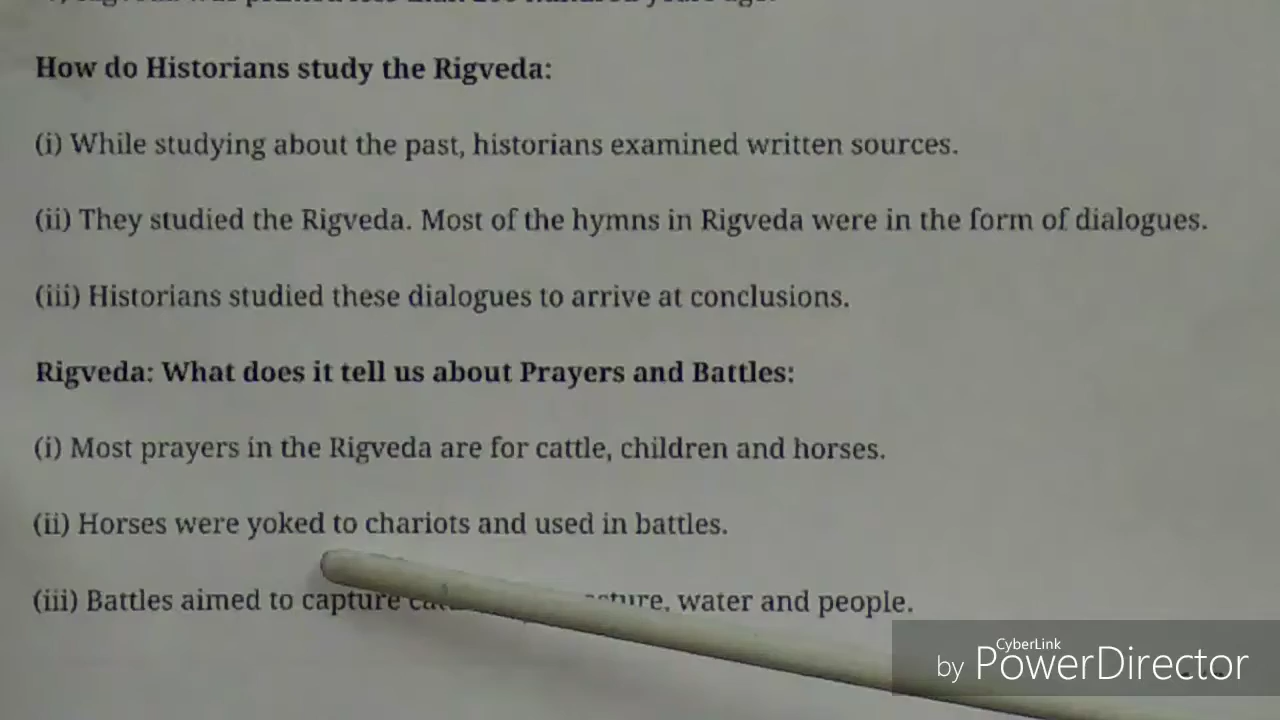 How do Historians study the Rigveda:
(i) While studying about the past, historians examined written sources.
(ii) They studied the Rigveda. Most of the hymns in Rigveda were in the form of dialogues.
(iii) Historians studied these dialogues to arrive at conclusions.
Rigveda: What does it tell us about Prayers and Battles:
(i) Most prayers in the Rigveda are for cattle, children and horses.
(ii) Horses were yoked to chariots and used in battles.
(iii) Battles aimed to capture water and people.
by CyberLink PowerDirector